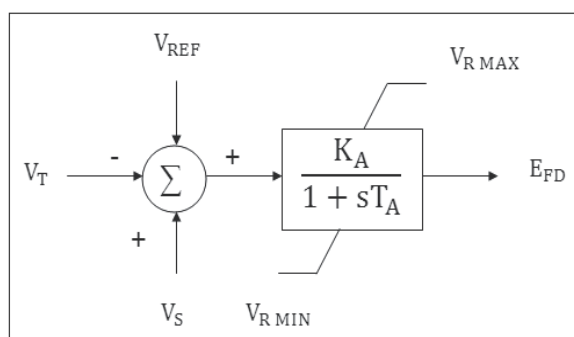 V_REF
V_R MAX
-
+
K_A
V_T
Σ
E_FD
1 + sT_A
+
V_S
V_R MIN